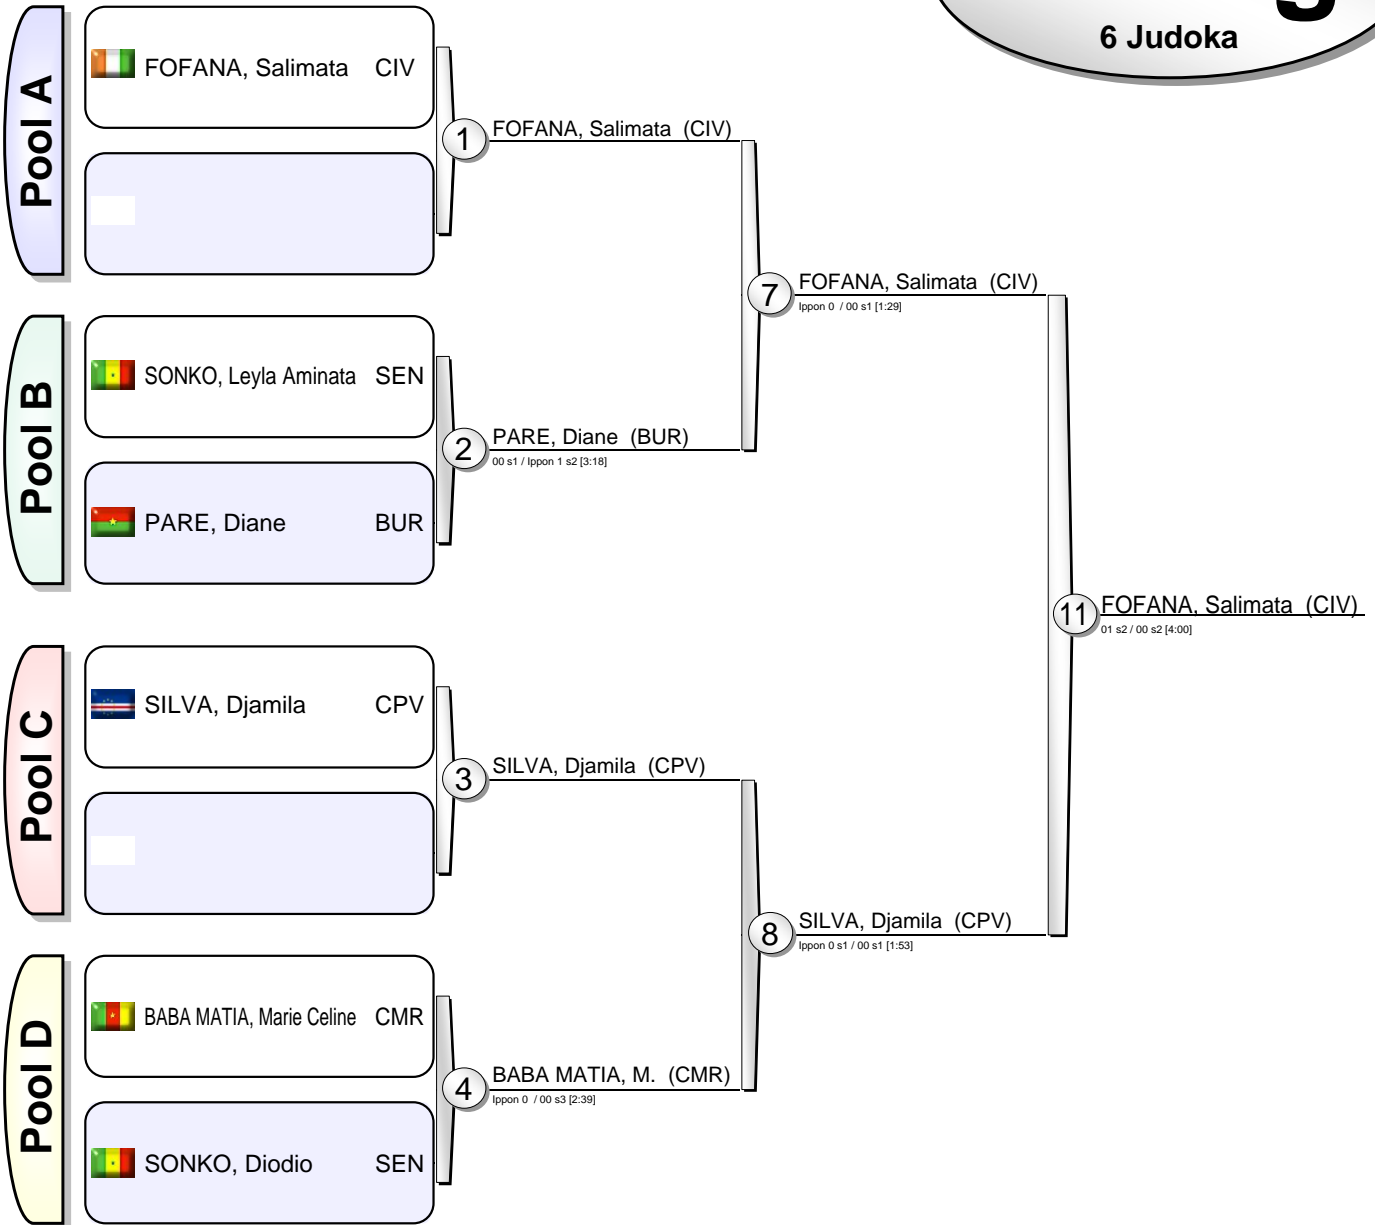 6 Judoka
Pool A
FOFANA, Salimata CIV
1
FOFANA, Salimata (CIV)
7
FOFANA, Salimata (CIV)
Ippon 0 / 00 s1 [1:29]
Pool B
SONKO, Leyla Aminata SEN
2
PARE, Diane (BUR)
00 s1 / Ippon 1 s2 [3:18]
PARE, Diane BUR
11
FOFANA, Salimata (CIV)
01 s2 / 00 s2 [4:00]
Pool C
SILVA, Djamila CPV
3
SILVA, Djamila (CPV)
8
SILVA, Djamila (CPV)
Ippon 0 s1 / 00 s1 [1:53]
Pool D
BABA MATIA, Marie Celine CMR
4
BABA MATIA, M. (CMR)
Ippon 0 / 00 s3 [2:39]
SONKO, Diodio SEN